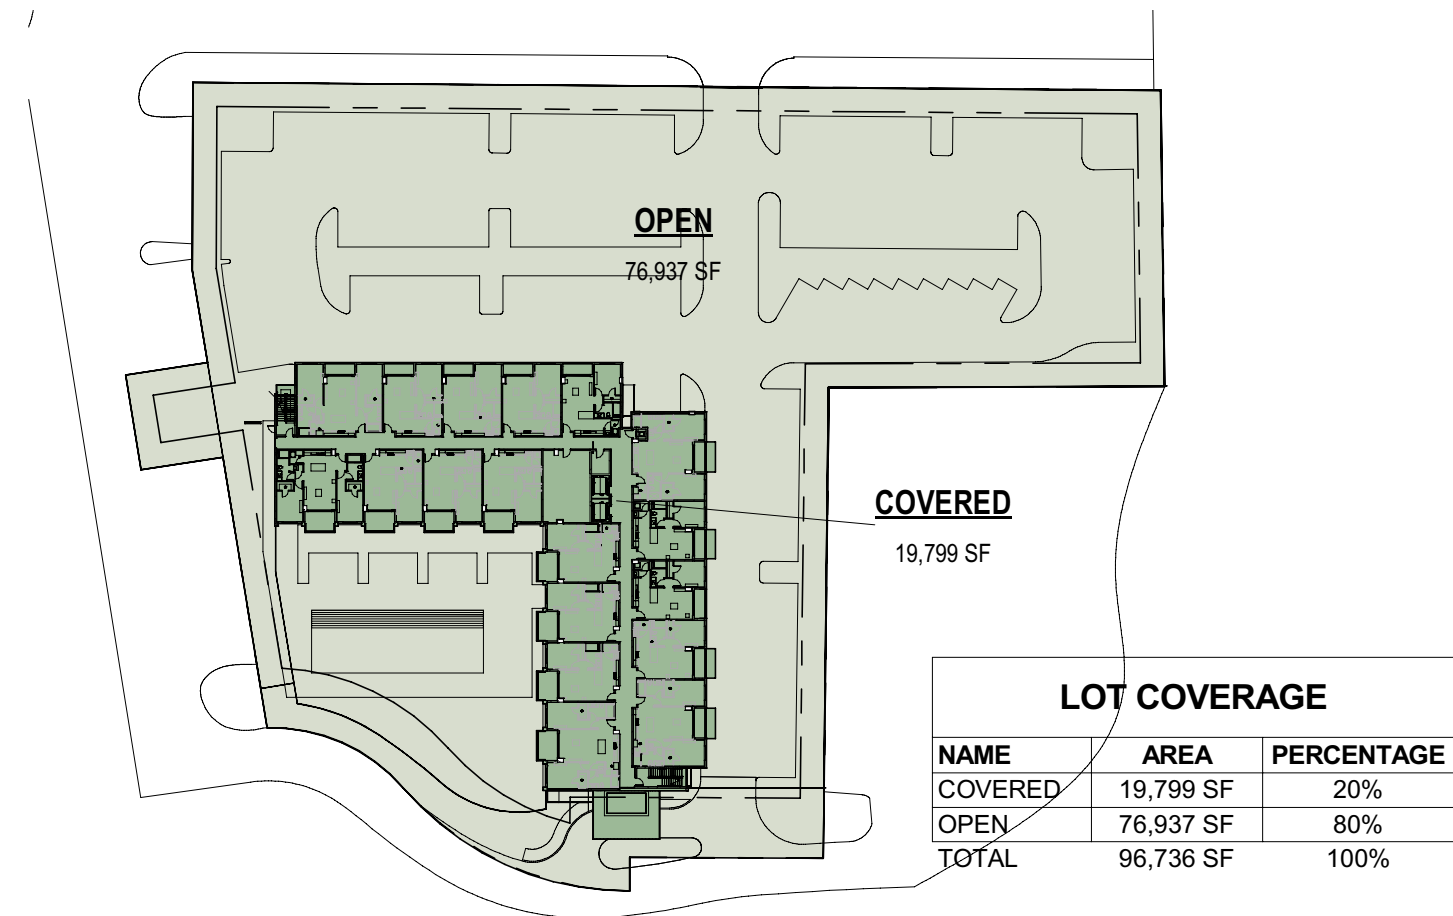 OPEN
76,937 SF
COVERED
19,799 SF
LOT COVERAGE
NAME AREA PERCENTAGE
COVERED 19,799 SF 20%
OPEN 76,937 SF 80%
TOTAL 96,736 SF 100%